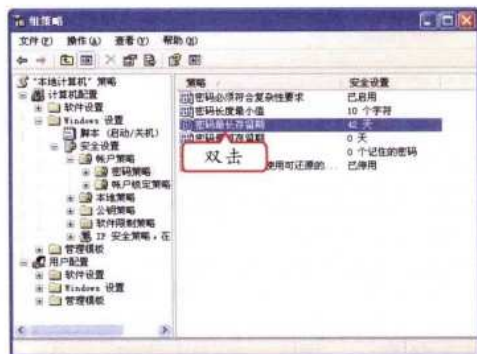 组策略
文件(F) 操作(A) 查看(V) 帮助(H)
“本地计算机”策略
计算机配置
软件设置
Windows 设置
脚本 (启动/关机)
安全设置
帐户策略
密码策略
帐户锁定策略
本地策略
公钥策略
软件限制策略
IP 安全策略，在
管理模板
用户配置
软件设置
Windows 设置
管理模板
策略 安全设置
密码必须符合复杂性要求 已启用
密码长度最小值 10 个字符
密码最长存留期 42 天
0 天
0 个记住的密码
使用可还原的... 已停用
双击